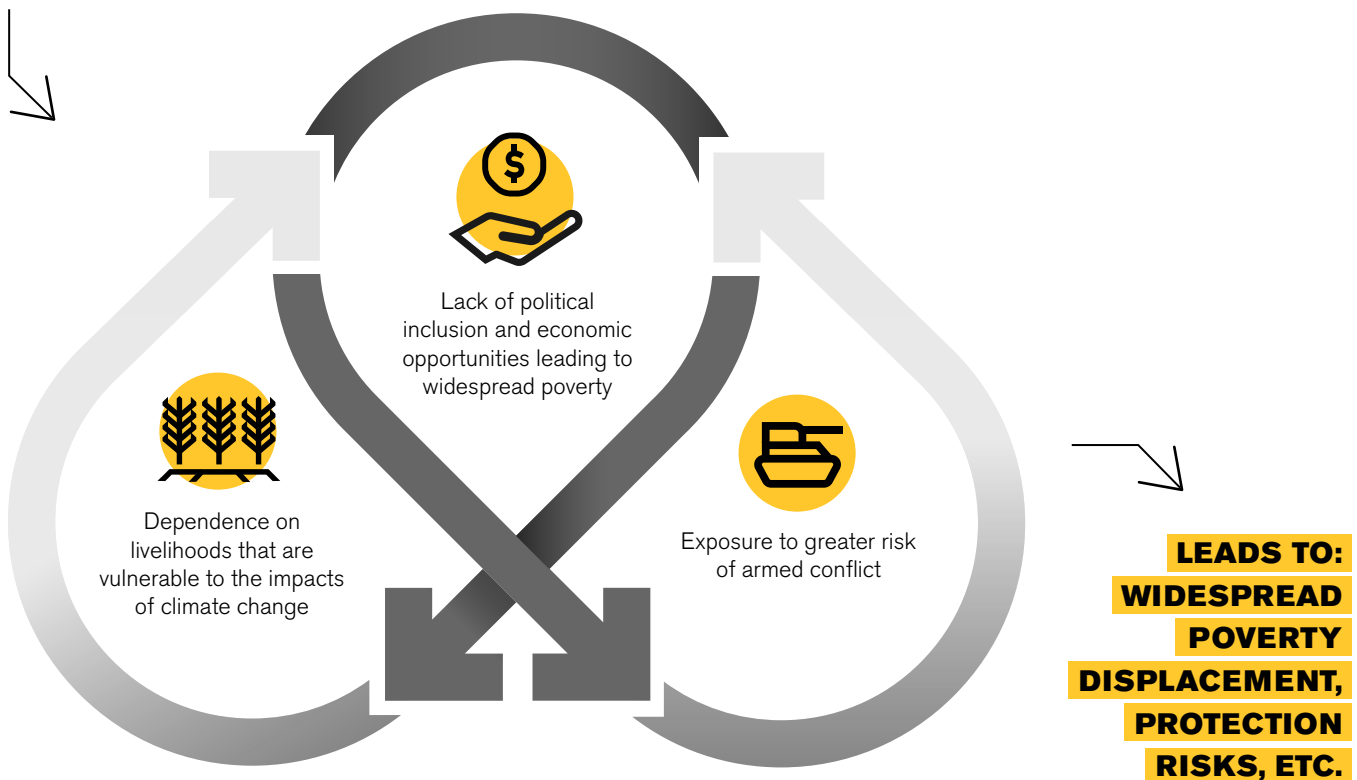 $
Lack of political
inclusion and economic
opportunities leading to
widespread poverty
Dependence on
livelihoods that are
vulnerable to the impacts
of climate change
Exposure to greater risk
of armed conflict
LEADS TO:
WIDESPREAD
POVERTY
DISPLACEMENT,
PROTECTION
RISKS, ETC.